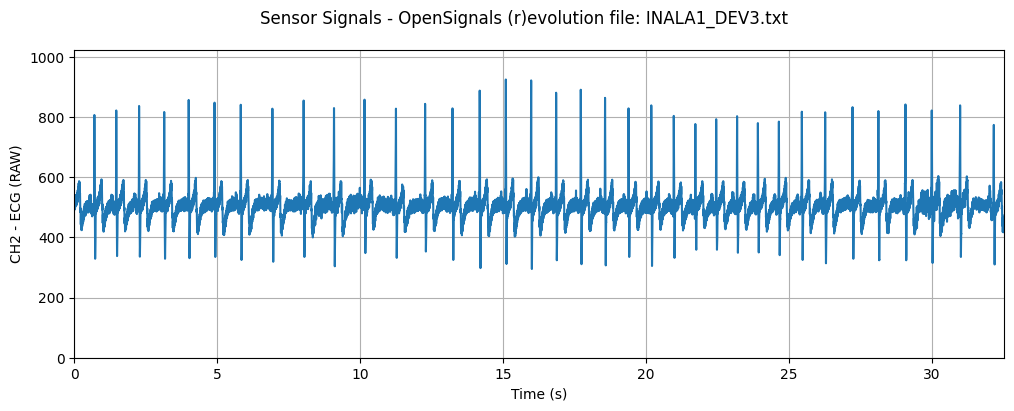 Sensor Signals - OpenSignals (r)evolution file: INALA1_DEV3.txt
CH2 - ECG (RAW)
1000
800
600
400
200
0
0 5 10 15 20 25 30
Time (s)